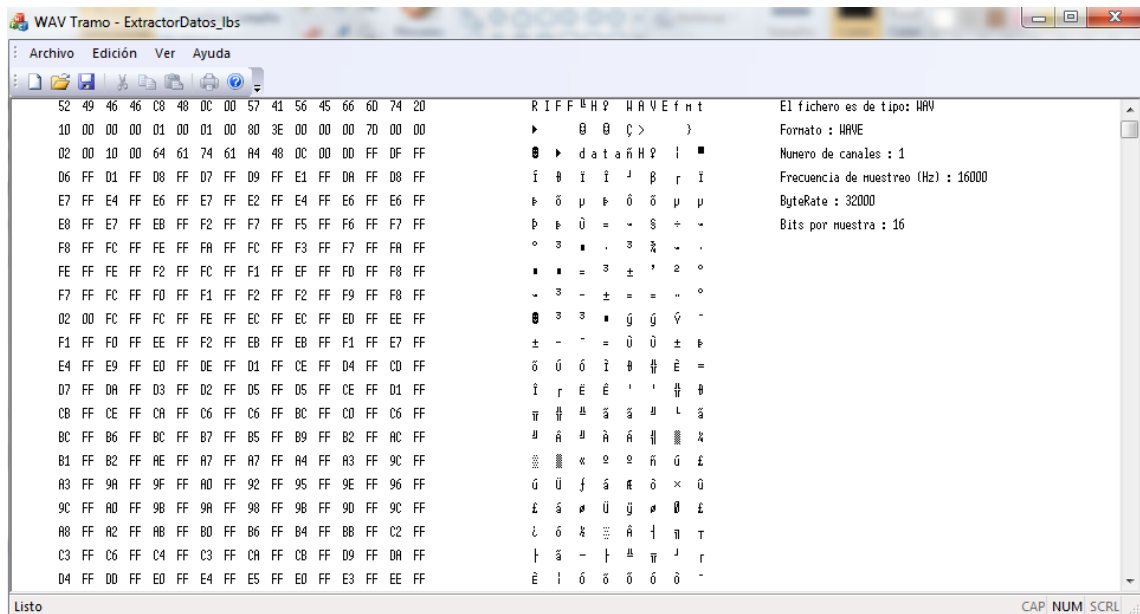 WAV Tramo - ExtractorDatos_lbs
Archivo Edición Ver Ayuda
52 49 46 46 C8 48 0C 00 57 41 56 45 66 6D 74 20 R I F F ╚ H ♀ W A V E f m t El fichero es de tipo: WAV
10 00 00 00 01 00 01 00 80 3E 00 00 00 7D 00 00 ► ☺ ☺ Ç > } Formato : WAVE
02 00 10 00 64 61 74 61 A4 48 0C 00 DD FF DF FF ☻ ► d a t a ñ H ♀ ¦ ▀ Numero de canales : 1
D6 FF D1 FF D8 FF D7 FF D9 FF E1 FF DA FF D8 FF Frecuencia de muestreo (Hz) : 16000
E7 FF E4 FF E6 FF E7 FF E2 FF E4 FF E6 FF E6 FF ByteRate : 32000
E8 FF E7 FF EB FF F2 FF F7 FF F5 FF F6 FF F7 FF Bits por muestra : 16
F8 FF FC FF FE FF FA FF FC FF F3 FF F7 FF FA FF
FE FF FE FF F2 FF FC FF F1 FF EF FF FD FF F8 FF
F7 FF FC FF F0 FF F1 FF F2 FF F2 FF F9 FF F8 FF
02 00 FC FF FC FF FE FF EC FF EC FF ED FF EE FF
F1 FF F0 FF EE FF F2 FF EB FF EB FF F1 FF E7 FF
E4 FF E9 FF E0 FF DE FF D1 FF CE FF D4 FF CD FF
D7 FF DA FF D3 FF D2 FF D5 FF D5 FF CE FF D1 FF
CB FF CE FF CA FF C6 FF C6 FF BC FF C0 FF C6 FF
BC FF B6 FF BC FF B7 FF B5 FF B9 FF B2 FF AC FF
B1 FF B2 FF AE FF A7 FF A7 FF A4 FF A3 FF 9C FF
A3 FF 9A FF 9F FF A0 FF 92 FF 95 FF 9E FF 96 FF
9C FF A0 FF 9B FF 9A FF 98 FF 9B FF 9D FF 9C FF
A8 FF A2 FF AB FF B0 FF B6 FF B4 FF BB FF C2 FF
C3 FF C6 FF C4 FF C3 FF CA FF CB FF D9 FF DA FF
D4 FF DD FF E0 FF E4 FF E5 FF E0 FF E3 FF EE FF
Listo CAP NUM SCRL